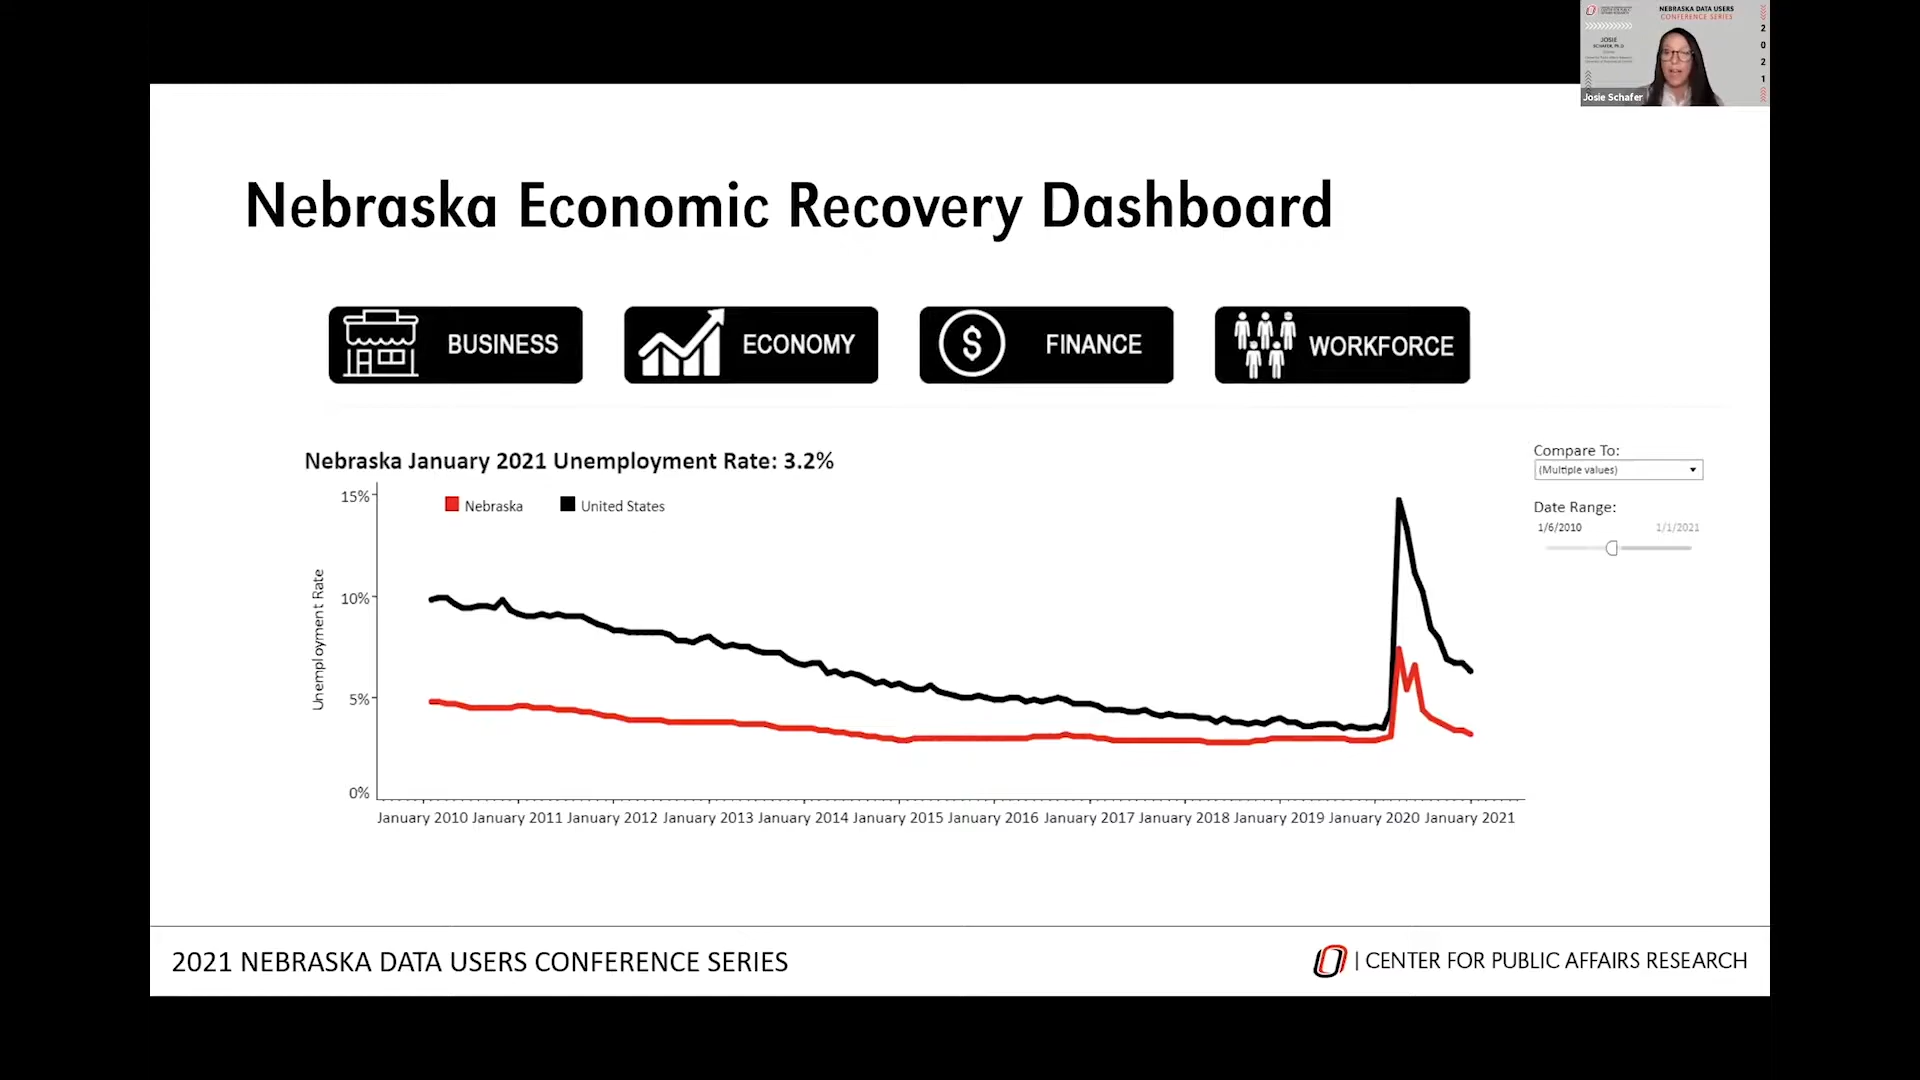 NEBRASKA DATA USERS
CONFERENCE SERIES
JOSIE
SCHAFER, PH.D.
2
0
2
1
Josie Schafer
Nebraska Economic Recovery Dashboard
BUSINESS
ECONOMY
$
FINANCE
WORKFORCE
Nebraska January 2021 Unemployment Rate: 3.2%
Compare To:
(Multiple values)
Date Range:
1/6/2010 1/1/2021
Nebraska United States
Unemployment Rate
15%
10%
5%
0%
January 2010 January 2011 January 2012 January 2013 January 2014 January 2015 January 2016 January 2017 January 2018 January 2019 January 2020 January 2021
2021 NEBRASKA DATA USERS CONFERENCE SERIES
O | CENTER FOR PUBLIC AFFAIRS RESEARCH